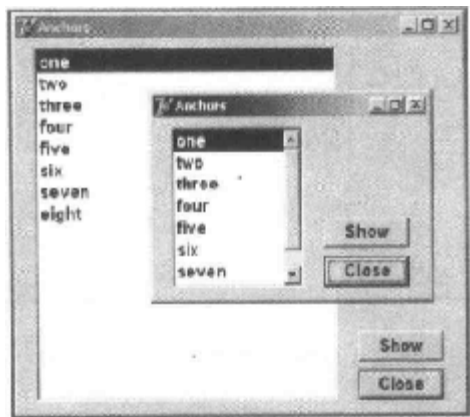 Anchors
one
two
three
four
five
six
seven
eight
Show
Close
Anchors
one
two
three
four
five
six
seven
Show
Close